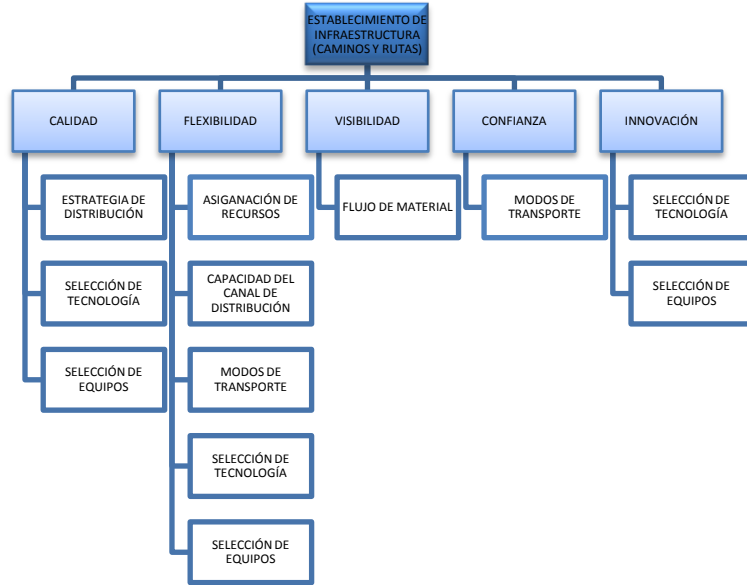 ESTABLECIMIENTO DE
INFRAESTRUCTURA
(CAMINOS Y RUTAS)
CALIDAD
ESTRATEGIA DE
DISTRIBUCIÓN
SELECCIÓN DE
TECNOLOGÍA
SELECCIÓN DE
EQUIPOS
FLEXIBILIDAD
ASIGANACIÓN DE
RECURSOS
CAPACIDAD DEL
CANAL DE
DISTRIBUCIÓN
MODOS DE
TRANSPORTE
SELECCIÓN DE
TECNOLOGÍA
SELECCIÓN DE
EQUIPOS
VISIBILIDAD
FLUJO DE MATERIAL
CONFIANZA
MODOS DE
TRANSPORTE
INNOVACIÓN
SELECCIÓN DE
TECNOLOGÍA
SELECCIÓN DE
EQUIPOS